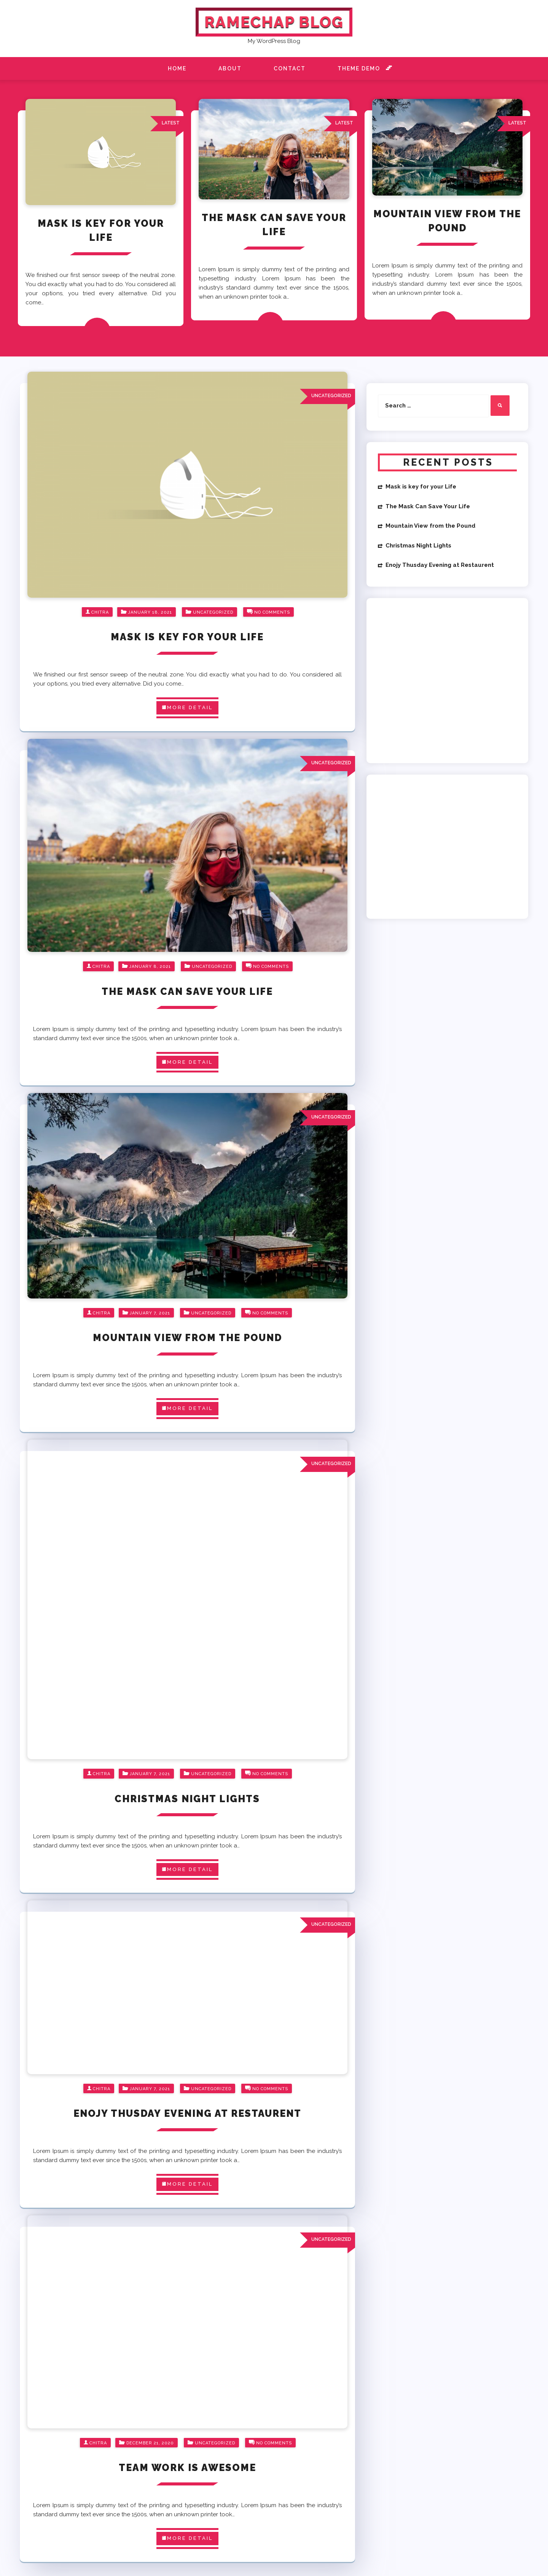 RAMECHAP BLOG
My WordPress Blog
HOME
ABOUT
CONTACT
THEME DEMO
LATEST
MASK IS KEY FOR YOUR
LIFE
We finished our first sensor sweep of the neutral zone.
You did exactly what you had to do. You considered all
your options, you tried every alternative. Did you
come…
LATEST
THE MASK CAN SAVE YOUR
LIFE
Lorem Ipsum is simply dummy text of the printing and
typesetting industry. Lorem Ipsum has been the
industry's standard dummy text ever since the 1500s,
when an unknown printer took a…
LATEST
MOUNTAIN VIEW FROM THE
POUND
Lorem Ipsum is simply dummy text of the printing and
typesetting industry. Lorem Ipsum has been the
industry's standard dummy text ever since the 1500s,
when an unknown printer took a…
UNCATEGORIZED
CHITRA JANUARY 28, 2021 UNCATEGORIZED NO COMMENTS
MASK IS KEY FOR YOUR LIFE
We finished our first sensor sweep of the neutral zone. You did exactly what you had to do. You considered all
your options, you tried every alternative. Did you come…
MORE DETAIL
UNCATEGORIZED
CHITRA JANUARY 8, 2021 UNCATEGORIZED NO COMMENTS
THE MASK CAN SAVE YOUR LIFE
Lorem Ipsum is simply dummy text of the printing and typesetting industry. Lorem Ipsum has been the industry's
standard dummy text ever since the 1500s, when an unknown printer took a…
MORE DETAIL
UNCATEGORIZED
CHITRA JANUARY 7, 2021 UNCATEGORIZED NO COMMENTS
MOUNTAIN VIEW FROM THE POUND
Lorem Ipsum is simply dummy text of the printing and typesetting industry. Lorem Ipsum has been the industry's
standard dummy text ever since the 1500s, when an unknown printer took a…
MORE DETAIL
UNCATEGORIZED
CHITRA JANUARY 7, 2021 UNCATEGORIZED NO COMMENTS
CHRISTMAS NIGHT LIGHTS
Lorem Ipsum is simply dummy text of the printing and typesetting industry. Lorem Ipsum has been the industry's
standard dummy text ever since the 1500s, when an unknown printer took a…
MORE DETAIL
UNCATEGORIZED
CHITRA JANUARY 7, 2021 UNCATEGORIZED NO COMMENTS
ENOJY THUSDAY EVENING AT RESTAURENT
Lorem Ipsum is simply dummy text of the printing and typesetting industry. Lorem Ipsum has been the industry's
standard dummy text ever since the 1500s, when an unknown printer took a…
MORE DETAIL
UNCATEGORIZED
CHITRA DECEMBER 21, 2020 UNCATEGORIZED NO COMMENTS
TEAM WORK IS AWESOME
Lorem Ipsum is simply dummy text of the printing and typesetting industry. Lorem Ipsum has been the industry's
standard dummy text ever since the 1500s, when an unknown printer took…
MORE DETAIL
Search …
RECENT POSTS
Mask is key for your Life
The Mask Can Save Your Life
Mountain View from the Pound
Christmas Night Lights
Enojy Thusday Evening at Restaurent